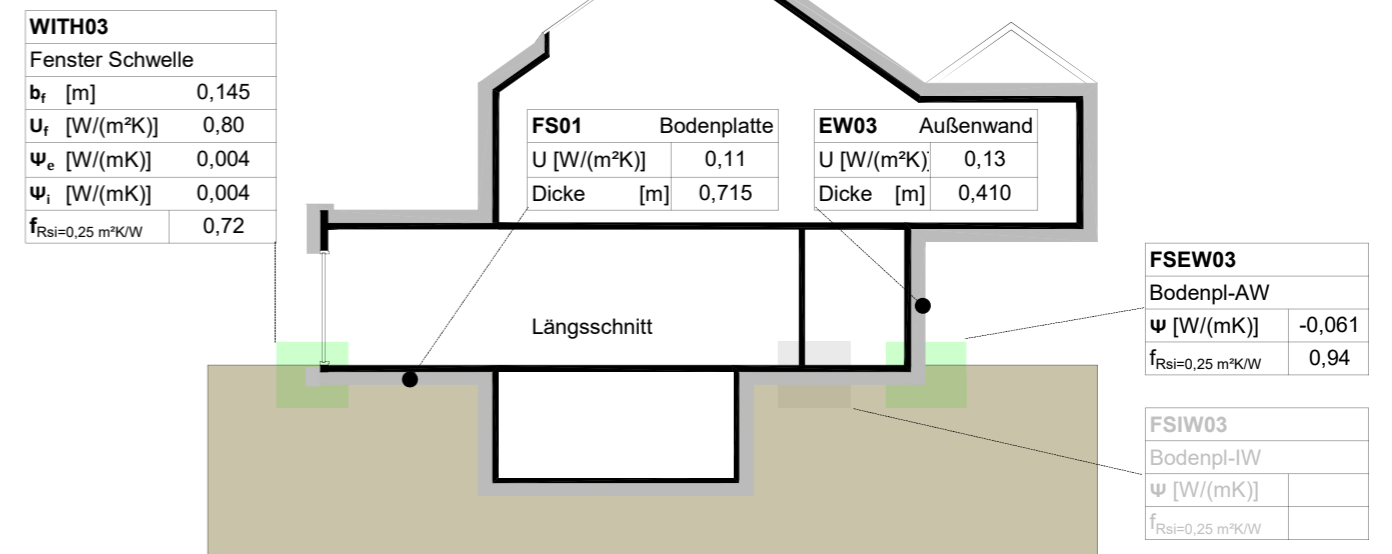 WITH03
Fenster Schwelle
bf [m] 0,145
Uf [W/(m²K)] 0,80
Ψe [W/(mK)] 0,004
Ψi [W/(mK)] 0,004
fRsi=0,25 m²K/W 0,72
FS01 Bodenplatte
U [W/(m²K)] 0,11
Dicke [m] 0,715
EW03 Außenwand
U [W/(m²K)] 0,13
Dicke [m] 0,410
Längsschnitt
FSEW03
Bodenpl-AW
Ψ [W/(mK)] -0,061
fRsi=0,25 m²K/W 0,94
FSIW03
Bodenpl-IW
Ψ [W/(mK)]
fRsi=0,25 m²K/W